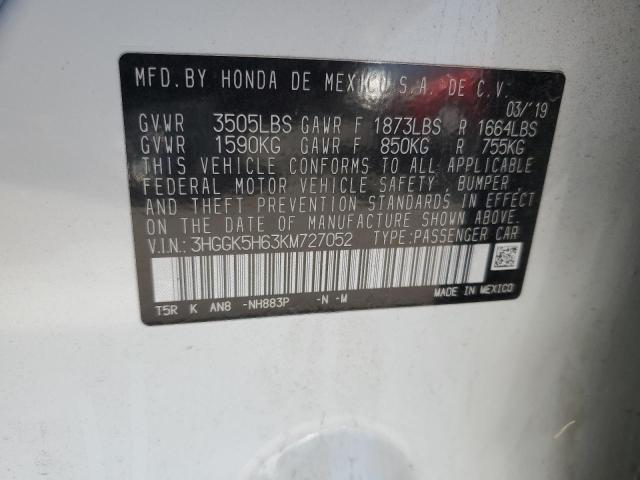 MFD. BY HONDA DE MEXICO S.A. DE C.V.
03/'19
GVWR 3505LBS GAWR F 1873LBS R 1664LBS
GVWR 1590KG GAWR F 850KG R 755KG
THIS VEHICLE CONFORMS TO ALL APPLICABLE
FEDERAL MOTOR VEHICLE SAFETY, BUMPER,
AND THEFT PREVENTION STANDARDS IN EFFECT
ON THE DATE OF MANUFACTURE SHOWN ABOVE.
V.I.N.: 3HGGK5H63KM727052 TYPE:PASSENGER CAR
T5R K AN8 -NH883P -N -M MADE IN MEXICO